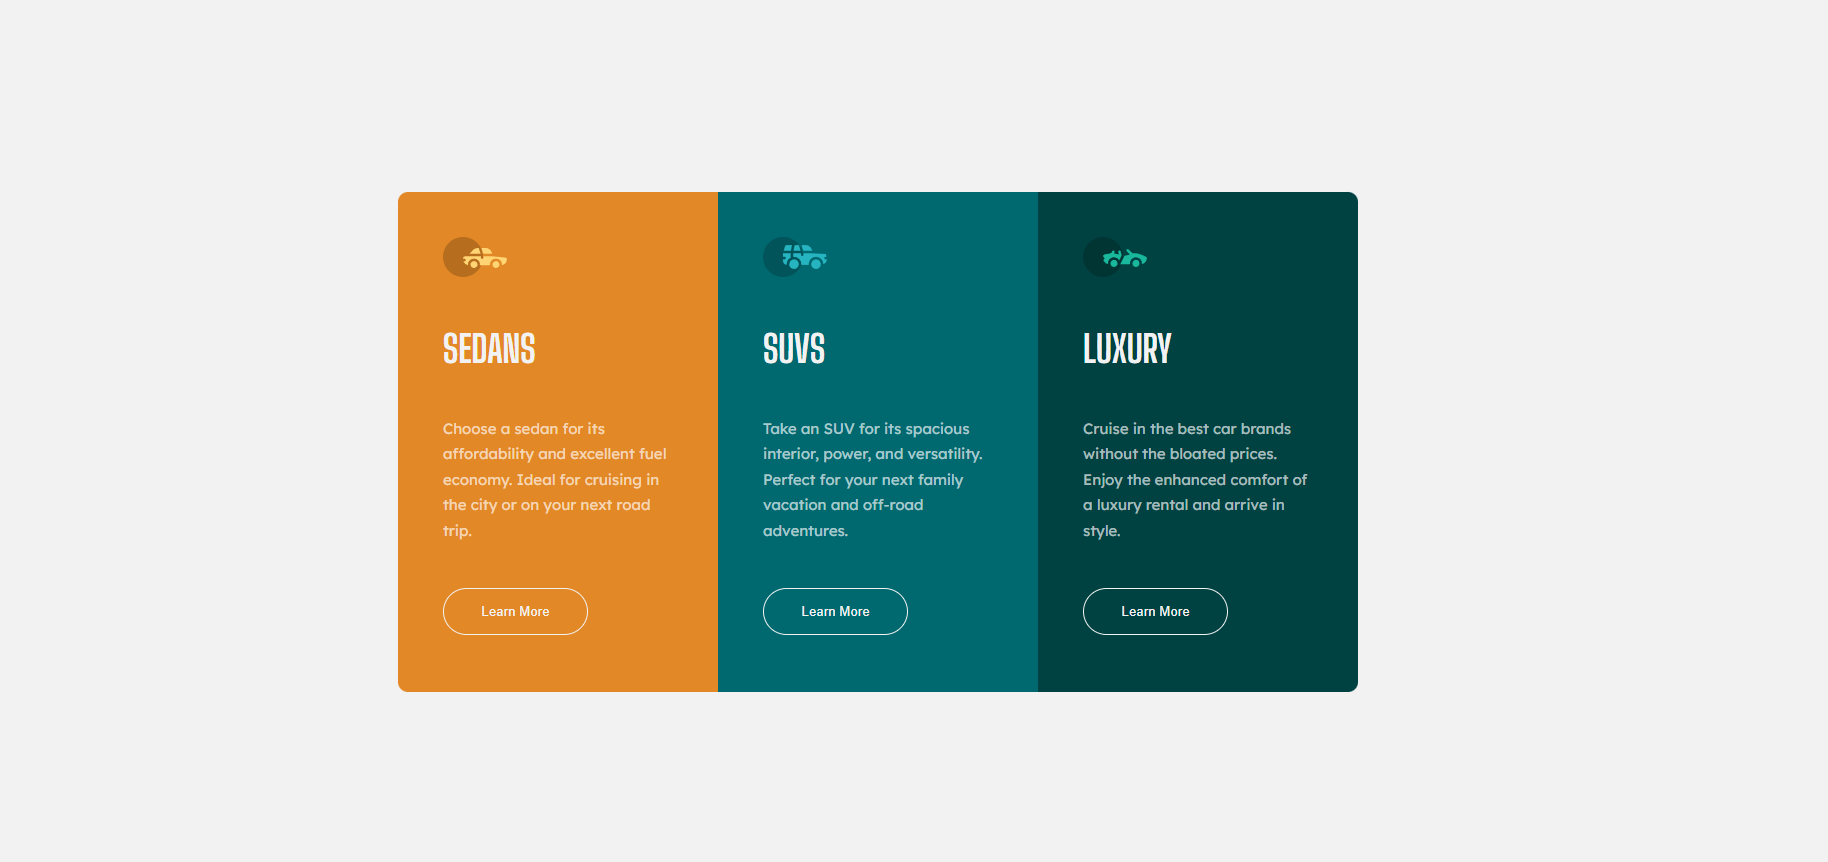 SEDANS
Choose a sedan for its
affordability and excellent fuel
economy. Ideal for cruising in
the city or on your next road
trip.
Learn More
SUVS
Take an SUV for its spacious
interior, power, and versatility.
Perfect for your next family
vacation and off-road
adventures.
Learn More
LUXURY
Cruise in the best car brands
without the bloated prices.
Enjoy the enhanced comfort of
a luxury rental and arrive in
style.
Learn More